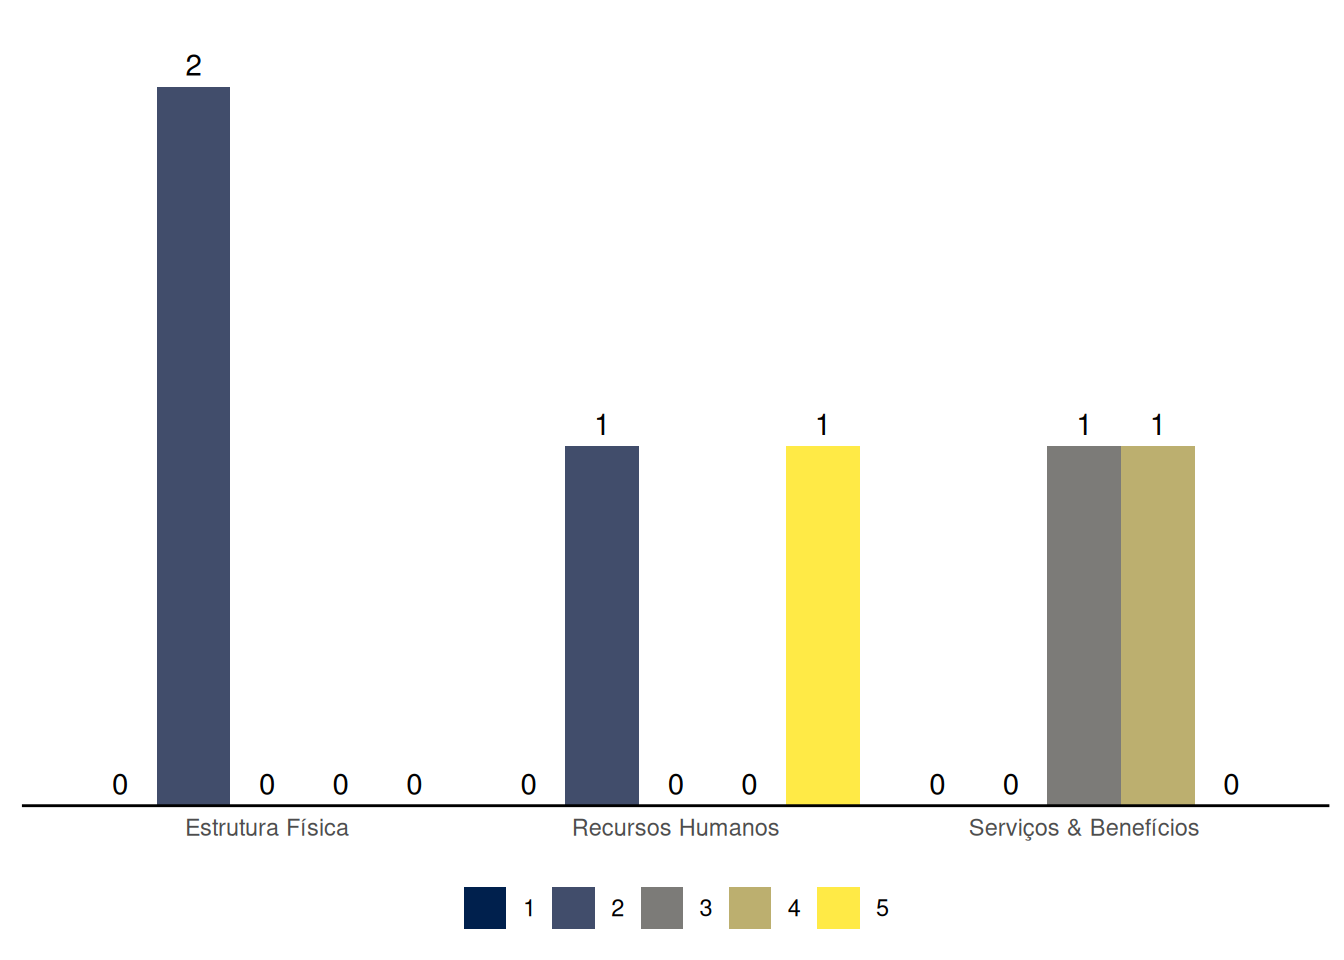 2
1 1 1 1
0 0 0 0 0 0 0 0 0 0
Estrutura Física Recursos Humanos Serviços & Benefícios
1 2 3 4 5